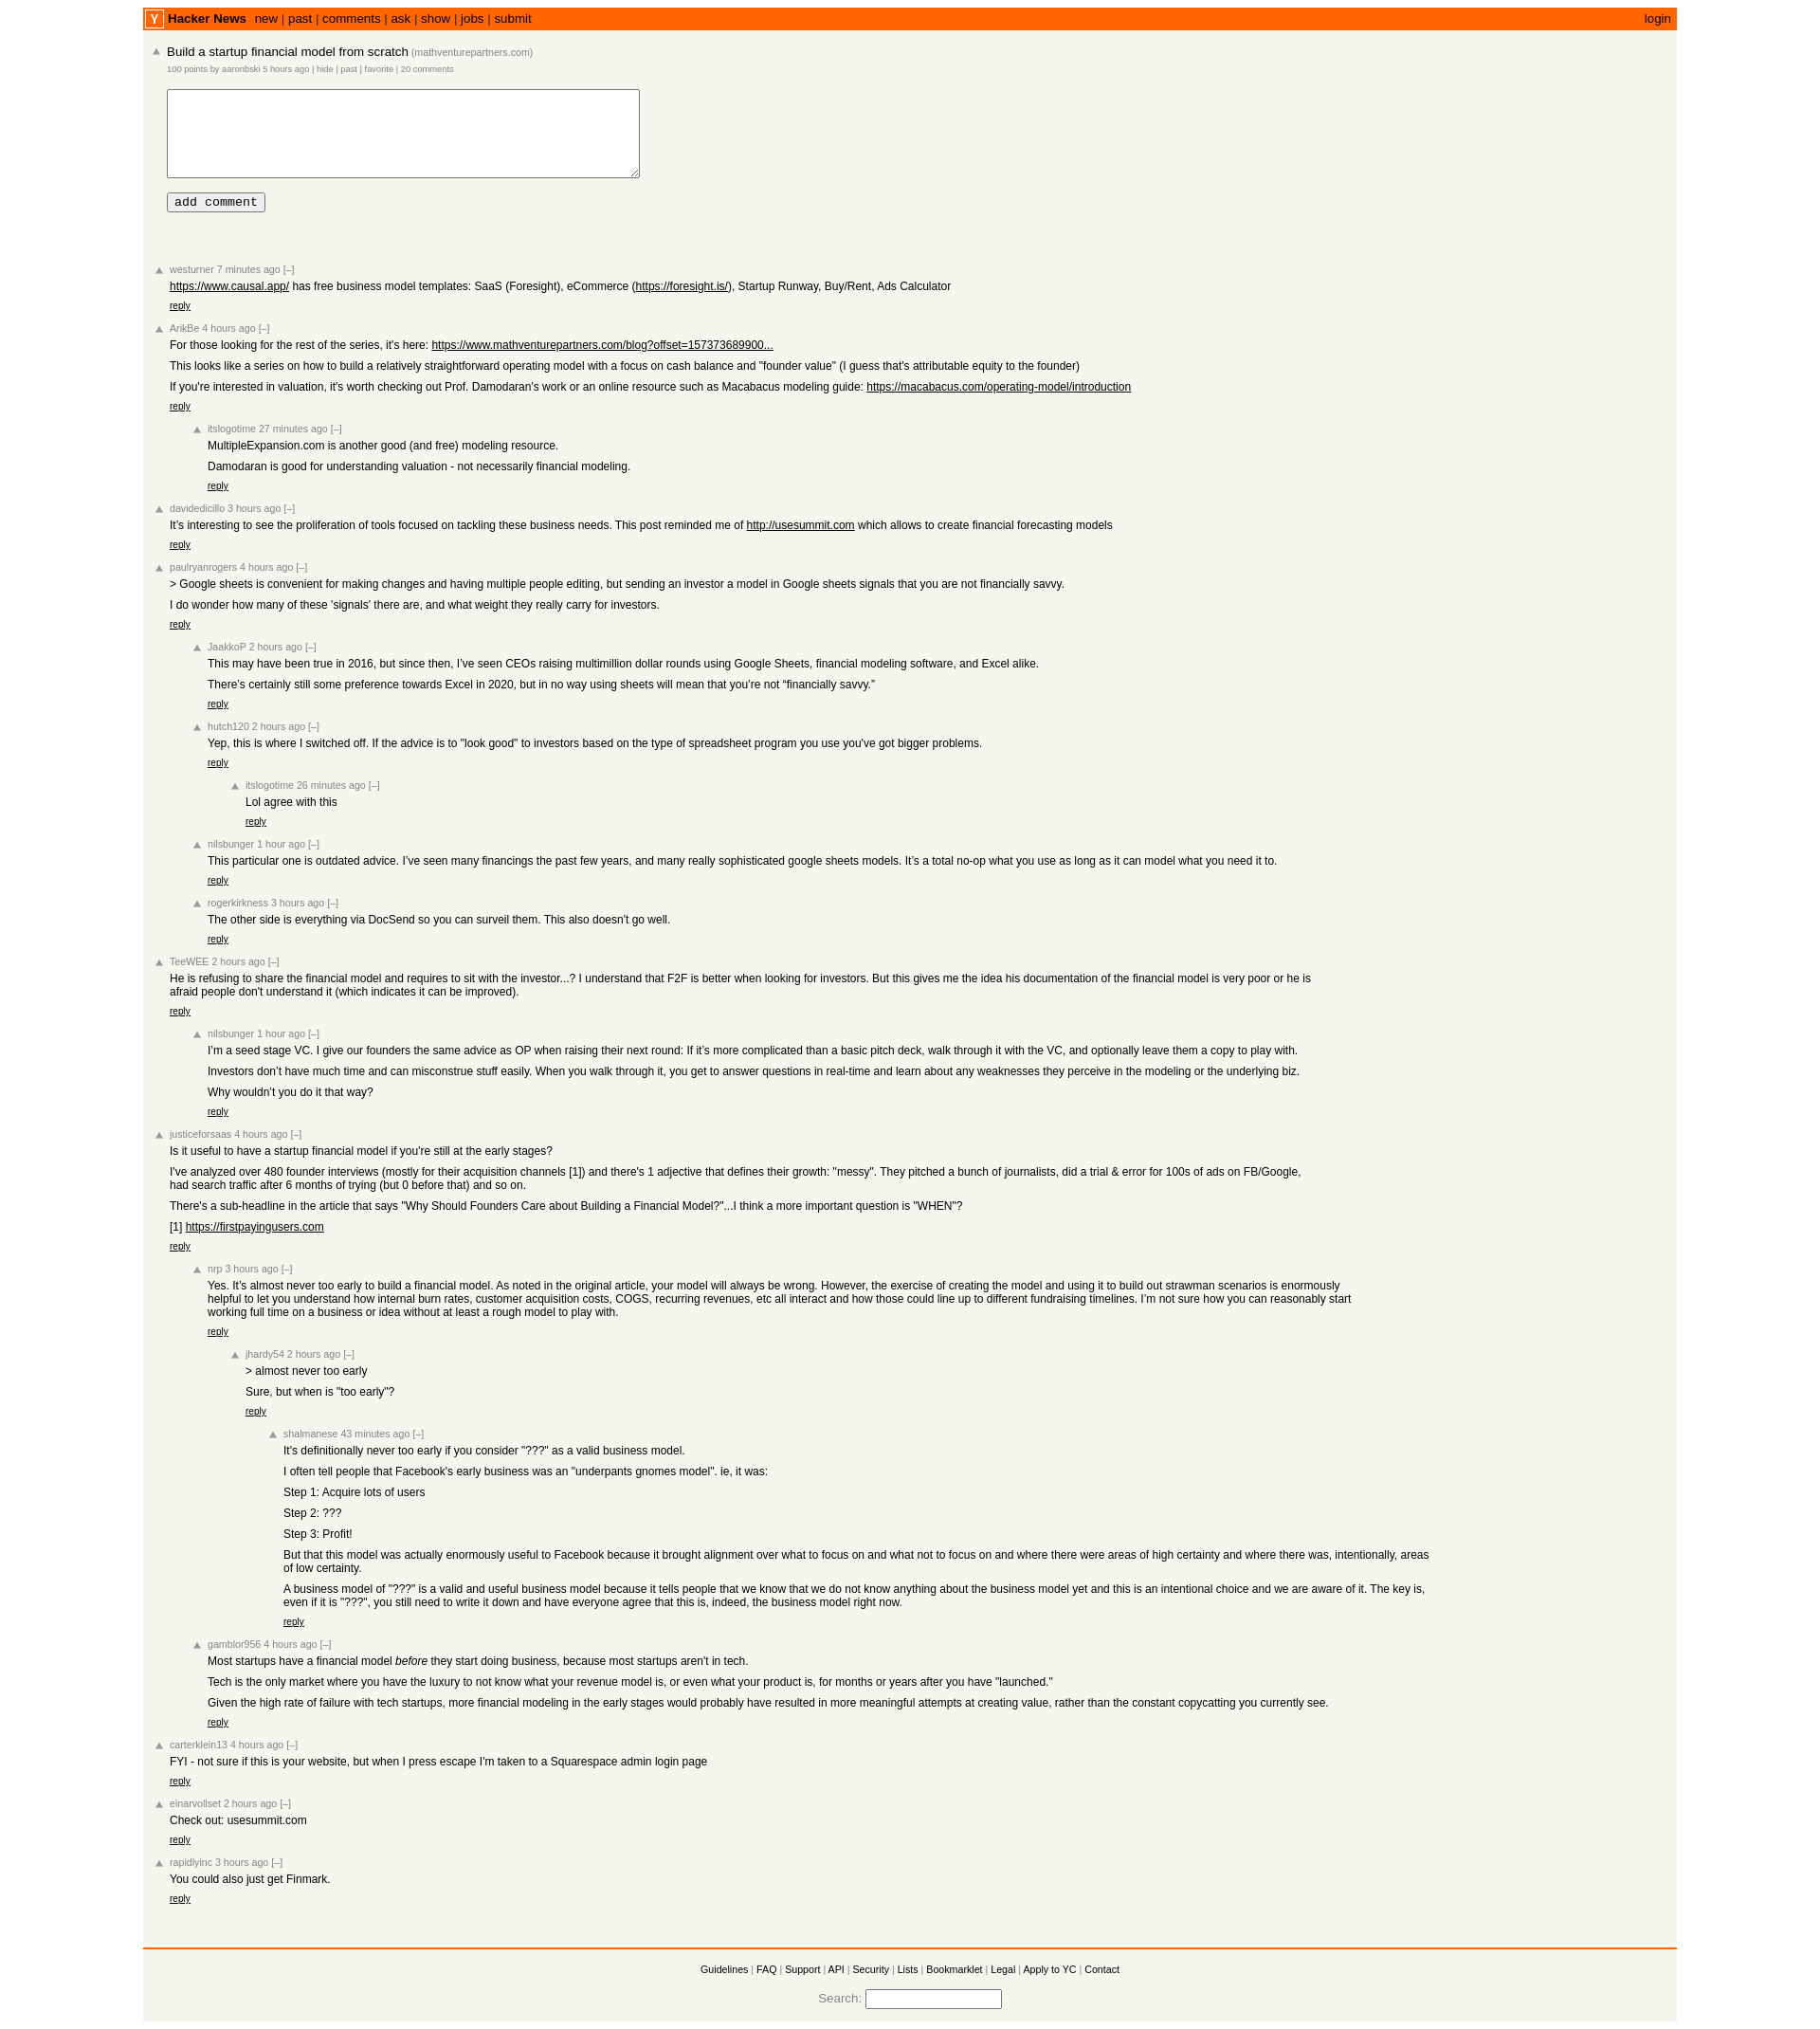 Y Hacker News new | past | comments | ask | show | jobs | submit login
Build a startup financial model from scratch (mathventurepartners.com)
100 points by aaronbski 5 hours ago | hide | past | favorite | 20 comments
add comment
westurner 7 minutes ago [–]
https://www.causal.app/ has free business model templates: SaaS (Foresight), eCommerce (https://foresight.is/), Startup Runway, Buy/Rent, Ads Calculator
reply
ArikBe 4 hours ago [–]
For those looking for the rest of the series, it's here: https://www.mathventurepartners.com/blog?offset=157373689900...
This looks like a series on how to build a relatively straightforward operating model with a focus on cash balance and "founder value" (I guess that's attributable equity to the founder)
If you're interested in valuation, it's worth checking out Prof. Damodaran's work or an online resource such as Macabacus modeling guide: https://macabacus.com/operating-model/introduction
reply
itslogotime 27 minutes ago [–]
MultipleExpansion.com is another good (and free) modeling resource.
Damodaran is good for understanding valuation - not necessarily financial modeling.
reply
davidedicillo 3 hours ago [–]
It’s interesting to see the proliferation of tools focused on tackling these business needs. This post reminded me of http://usesummit.com which allows to create financial forecasting models
reply
paulryanrogers 4 hours ago [–]
> Google sheets is convenient for making changes and having multiple people editing, but sending an investor a model in Google sheets signals that you are not financially savvy.
I do wonder how many of these 'signals' there are, and what weight they really carry for investors.
reply
JaakkoP 2 hours ago [–]
This may have been true in 2016, but since then, I’ve seen CEOs raising multimillion dollar rounds using Google Sheets, financial modeling software, and Excel alike.
There’s certainly still some preference towards Excel in 2020, but in no way using sheets will mean that you’re not “financially savvy.”
reply
hutch120 2 hours ago [–]
Yep, this is where I switched off. If the advice is to "look good" to investors based on the type of spreadsheet program you use you've got bigger problems.
reply
itslogotime 26 minutes ago [–]
Lol agree with this
reply
nilsbunger 1 hour ago [–]
This particular one is outdated advice. I’ve seen many financings the past few years, and many really sophisticated google sheets models. It’s a total no-op what you use as long as it can model what you need it to.
reply
rogerkirkness 3 hours ago [–]
The other side is everything via DocSend so you can surveil them. This also doesn't go well.
reply
TeeWEE 2 hours ago [–]
He is refusing to share the financial model and requires to sit with the investor...? I understand that F2F is better when looking for investors. But this gives me the idea his documentation of the financial model is very poor or he is
afraid people don't understand it (which indicates it can be improved).
reply
nilsbunger 1 hour ago [–]
I’m a seed stage VC. I give our founders the same advice as OP when raising their next round: If it’s more complicated than a basic pitch deck, walk through it with the VC, and optionally leave them a copy to play with.
Investors don’t have much time and can misconstrue stuff easily. When you walk through it, you get to answer questions in real-time and learn about any weaknesses they perceive in the modeling or the underlying biz.
Why wouldn’t you do it that way?
reply
justiceforsaas 4 hours ago [–]
Is it useful to have a startup financial model if you're still at the early stages?
I've analyzed over 480 founder interviews (mostly for their acquisition channels [1]) and there's 1 adjective that defines their growth: "messy". They pitched a bunch of journalists, did a trial & error for 100s of ads on FB/Google,
had search traffic after 6 months of trying (but 0 before that) and so on.
There's a sub-headline in the article that says "Why Should Founders Care about Building a Financial Model?"...I think a more important question is "WHEN"?
[1] https://firstpayingusers.com
reply
nrp 3 hours ago [–]
Yes. It’s almost never too early to build a financial model. As noted in the original article, your model will always be wrong. However, the exercise of creating the model and using it to build out strawman scenarios is enormously
helpful to let you understand how internal burn rates, customer acquisition costs, COGS, recurring revenues, etc all interact and how those could line up to different fundraising timelines. I’m not sure how you can reasonably start
working full time on a business or idea without at least a rough model to play with.
reply
jhardy54 2 hours ago [–]
> almost never too early
Sure, but when is "too early"?
reply
shalmanese 43 minutes ago [–]
It's definitionally never too early if you consider "???" as a valid business model.
I often tell people that Facebook's early business was an "underpants gnomes model". ie, it was:
Step 1: Acquire lots of users
Step 2: ???
Step 3: Profit!
But that this model was actually enormously useful to Facebook because it brought alignment over what to focus on and what not to focus on and where there were areas of high certainty and where there was, intentionally, areas
of low certainty.
A business model of "???" is a valid and useful business model because it tells people that we know that we do not know anything about the business model yet and this is an intentional choice and we are aware of it. The key is,
even if it is "???", you still need to write it down and have everyone agree that this is, indeed, the business model right now.
reply
gamblor956 4 hours ago [–]
Most startups have a financial model before they start doing business, because most startups aren't in tech.
Tech is the only market where you have the luxury to not know what your revenue model is, or even what your product is, for months or years after you have "launched."
Given the high rate of failure with tech startups, more financial modeling in the early stages would probably have resulted in more meaningful attempts at creating value, rather than the constant copycatting you currently see.
reply
carterklein13 4 hours ago [–]
FYI - not sure if this is your website, but when I press escape I'm taken to a Squarespace admin login page
reply
einarvollset 2 hours ago [–]
Check out: usesummit.com
reply
rapidlyinc 3 hours ago [–]
You could also just get Finmark.
reply
Guidelines | FAQ | Support | API | Security | Lists | Bookmarklet | Legal | Apply to YC | Contact
Search: